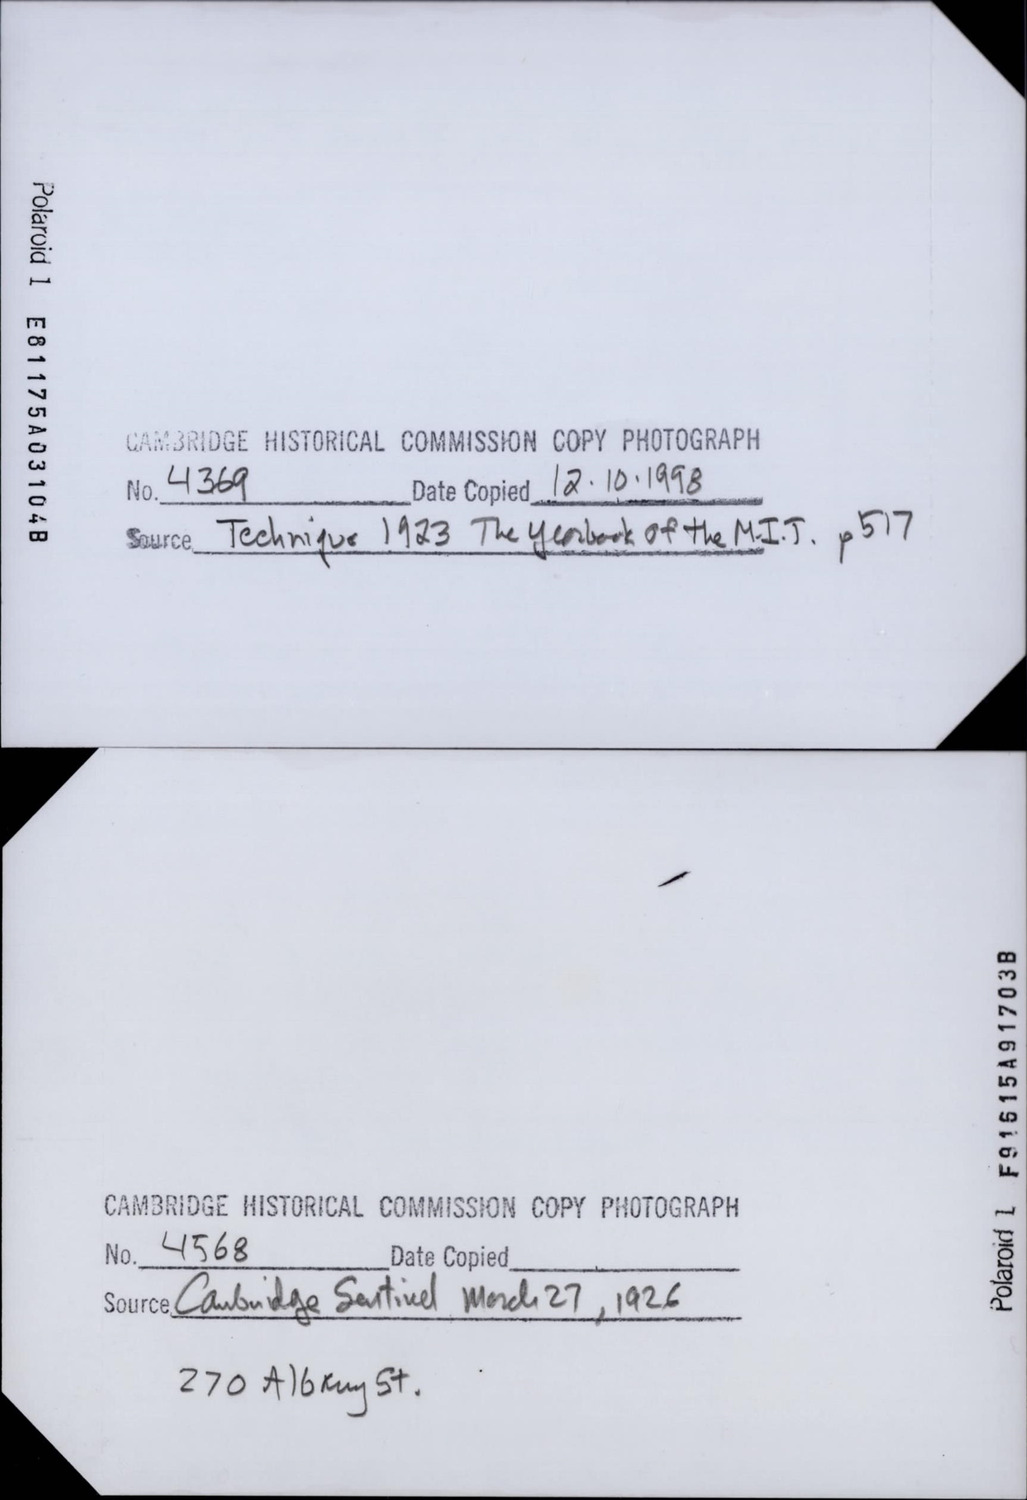 Polaroid 1 E81175A03104B
CAMBRIDGE HISTORICAL COMMISSION COPY PHOTOGRAPH
No. 4369 Date Copied 12.10.1998
Source Technique 1923 The Yearbook of the M.I.T. p517
CAMBRIDGE HISTORICAL COMMISSION COPY PHOTOGRAPH
No. 4568 Date Copied
Source Cambridge Sentinel March 27, 1926
270 Albany St.
Polaroid 1 F91615A91703B